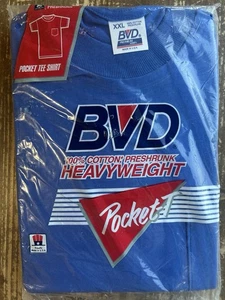 POCKET TEE SHIRT
XXL
BVD
BVD
100% COTTON* PRESHRUNK
HEAVYWEIGHT
Pocket-T